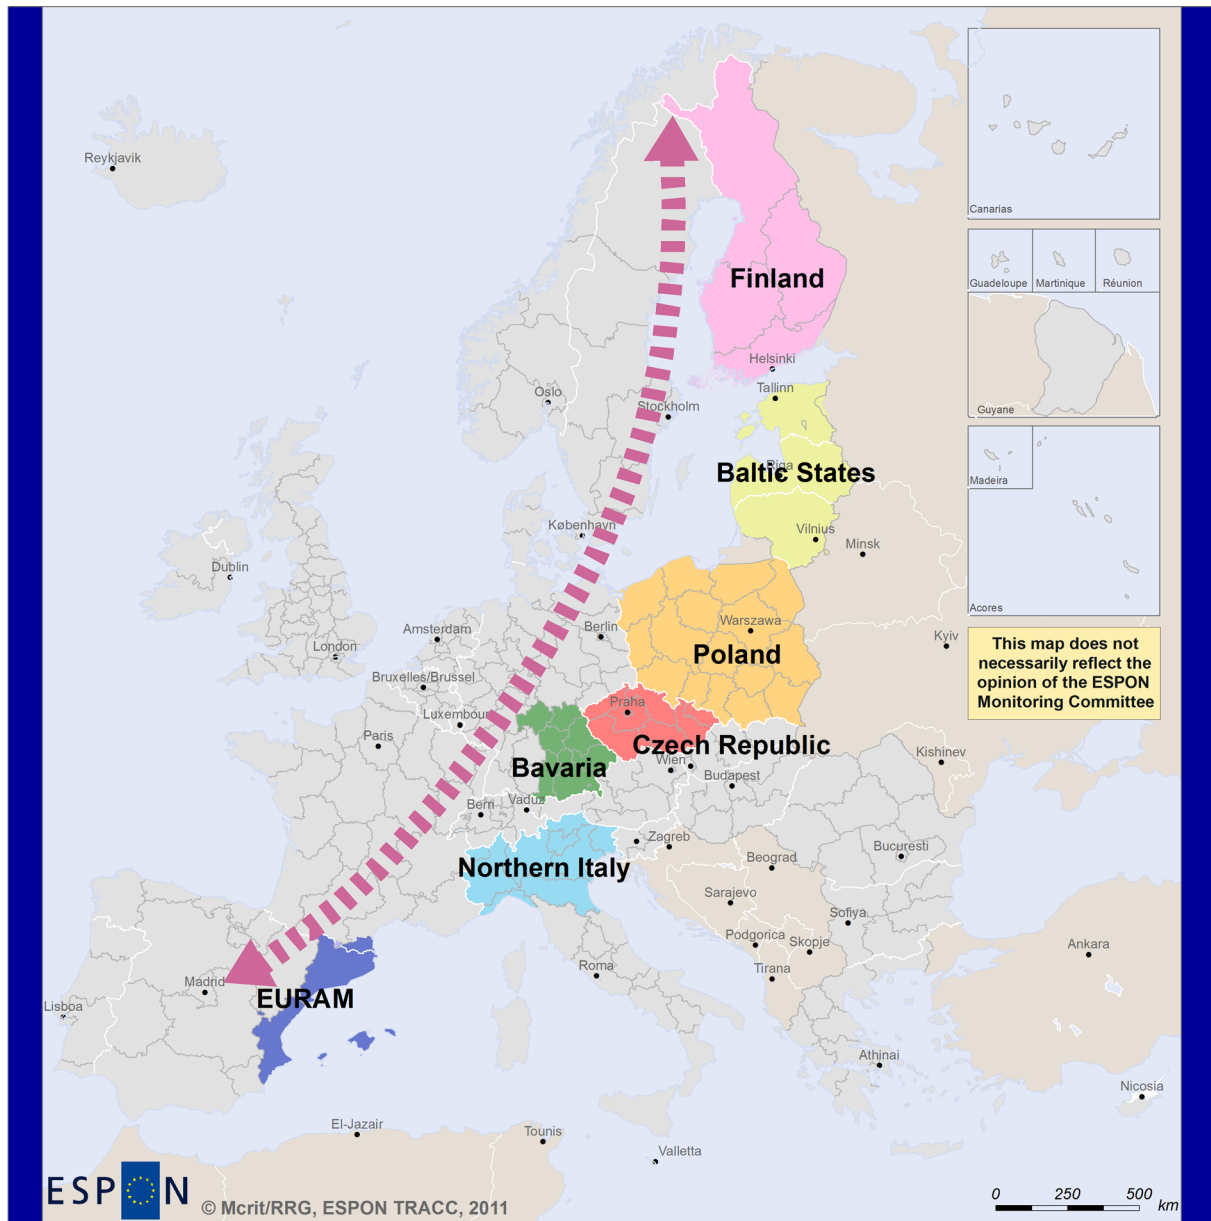 Reykjavik
Canarias
Guadeloupe
Martinique
Réunion
Finland
Helsinki
Tallinn
Oslo
Stockholm
Guyane
Riga
Baltic States
Madeira
København
Vilnius
Minsk
Dublin
Acores
Amsterdam
Berlin
Warszawa
Kyiv
London
Poland
This map does not
necessarily reflect the
opinion of the ESPON
Monitoring Committee
Bruxelles/Brussel
Praha
Luxembour
Paris
Czech Republic
Kishinev
Bavaria
Wien
Budapest
Bern
Vaduz
Zagreb
Bucuresti
Northern Italy
Beograd
Sarajevo
Sofiya
Podgorica
Skopje
Ankara
Roma
Tirana
Madrid
EURAM
Lisboa
Athinai
Nicosia
El-Jazair
Tounis
Valletta
ESPON
© Mcrit/RRG, ESPON TRACC, 2011
0 250 500
km